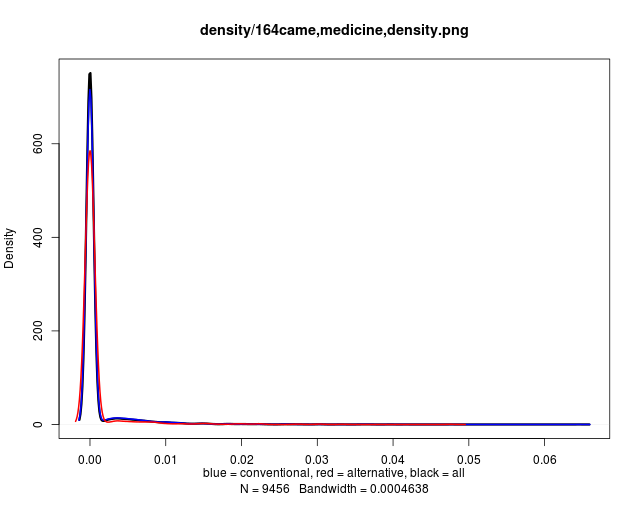 density/164came,medicine,density.png
Density
600
400
200
0
0.00 0.01 0.02 0.03 0.04 0.05 0.06
blue = conventional, red = alternative, black = all
N = 9456 Bandwidth = 0.0004638